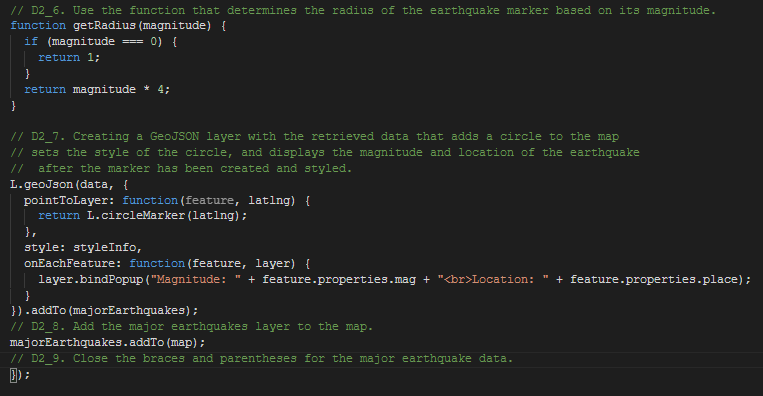 // D2_6. Use the function that determines the radius of the earthquake marker based on its magnitude.
function getRadius(magnitude) {
  if (magnitude === 0) {
    return 1;
  }
  return magnitude * 4;
}

// D2_7. Creating a GeoJSON layer with the retrieved data that adds a circle to the map
// sets the style of the circle, and displays the magnitude and location of the earthquake
//  after the marker has been created and styled.
L.geoJson(data, {
  pointToLayer: function(feature, latlng) {
    return L.circleMarker(latlng);
  },
  style: styleInfo,
  onEachFeature: function(feature, layer) {
    layer.bindPopup("Magnitude: " + feature.properties.mag + "<br>Location: " + feature.properties.place);
  }
}).addTo(majorEarthquakes);
// D2_8. Add the major earthquakes layer to the map.
majorEarthquakes.addTo(map);
// D2_9. Close the braces and parentheses for the major earthquake data.
});